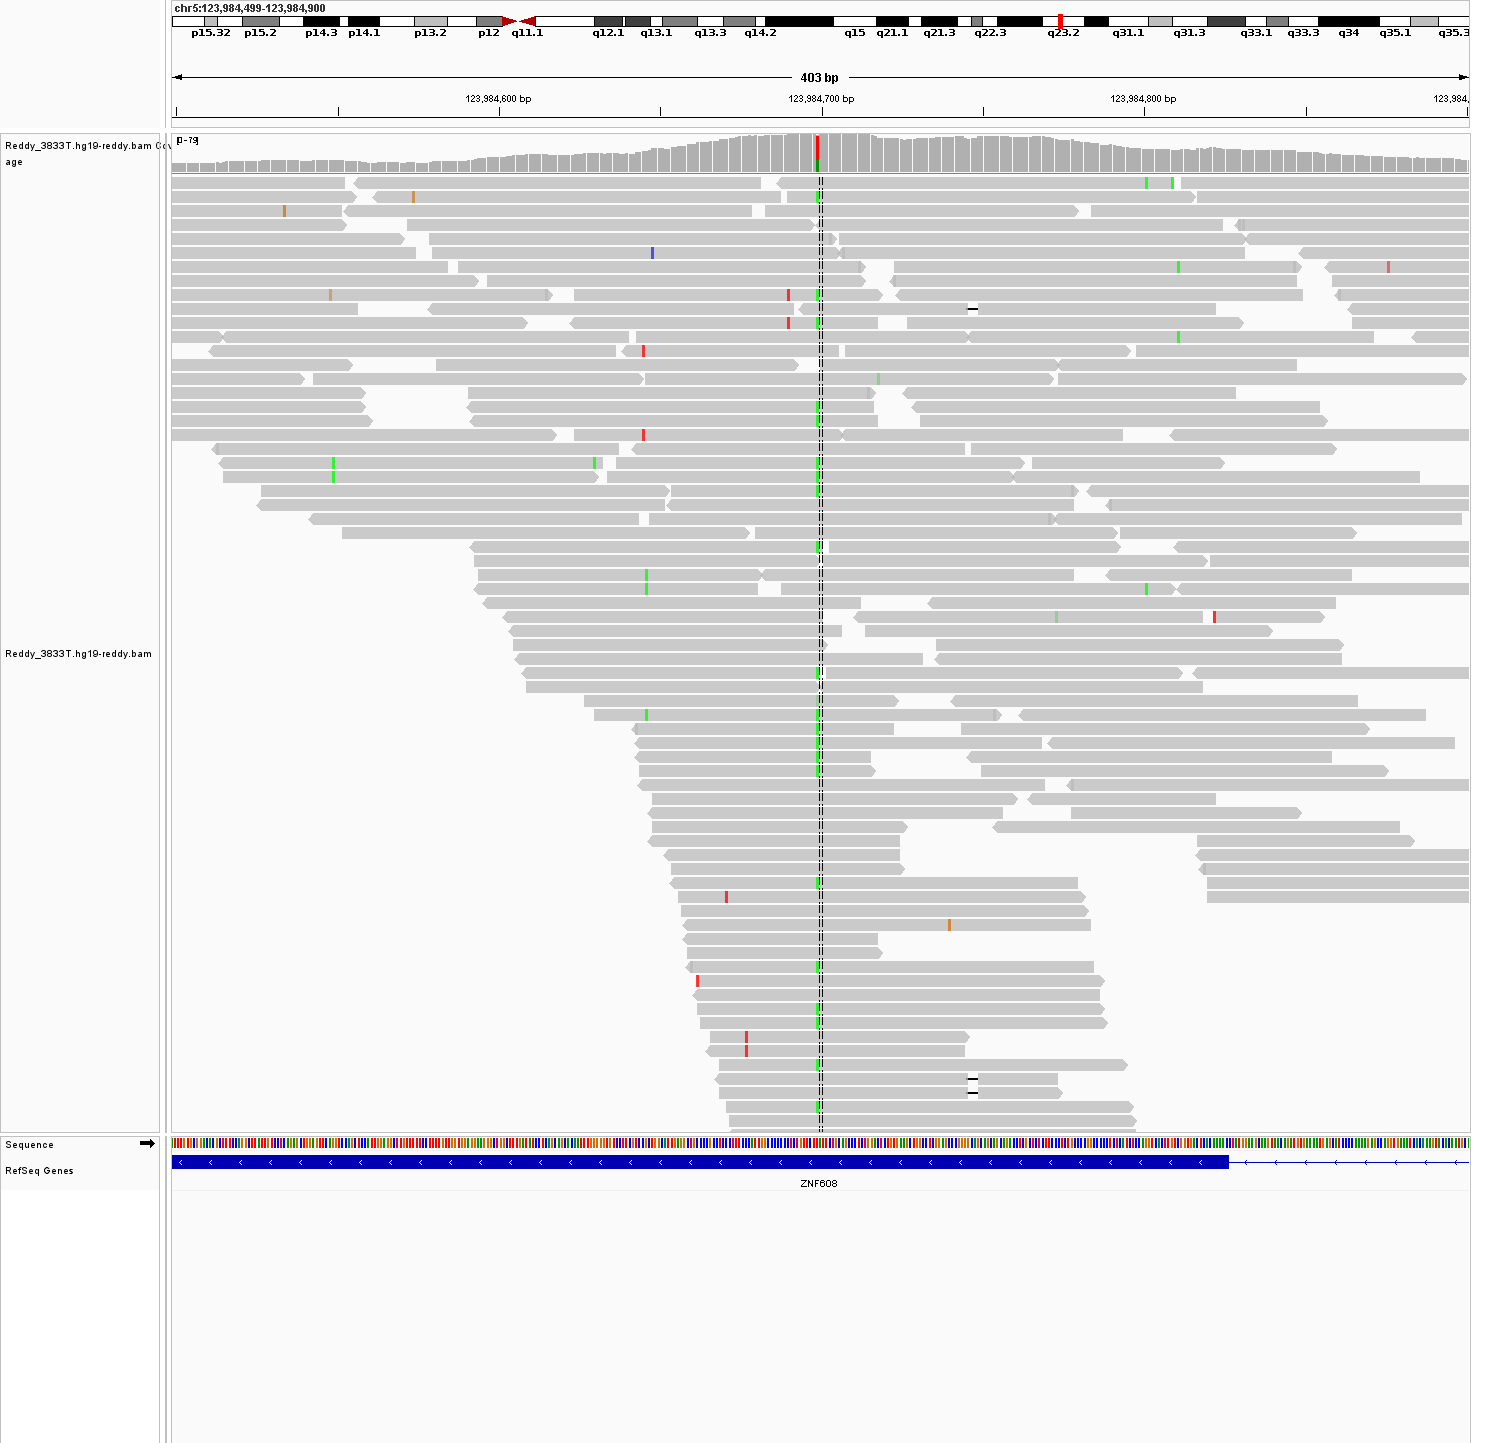 chr5:123,984,499-123,984,900
p15.32 p15.2 p14.3 p14.1 p13.2 p12 q11.1 q12.1 q13.1 q13.3 q14.2 q15 q21.1 q21.3 q22.3 q23.2 q31.1 q31.3 q33.1 q33.3 q34 q35.1 q35.3
403 bp
123,984,600 bp 123,984,700 bp 123,984,800 bp 123,984,
Reddy_3833T.hg19-reddy.bam Cov
age
[0-79]
Reddy_3833T.hg19-reddy.bam
Sequence
RefSeq Genes
ZNF608